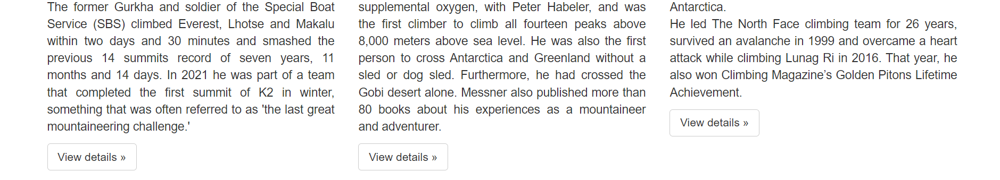 The former Gurkha and soldier of the Special Boat
Service (SBS) climbed Everest, Lhotse and Makalu
within two days and 30 minutes and smashed the
previous 14 summits record of seven years, 11
months and 14 days. In 2021 he was part of a team
that completed the first summit of K2 in winter,
something that was often referred to as 'the last great
mountaineering challenge.'
View details »
supplemental oxygen, with Peter Habeler, and was
the first climber to climb all fourteen peaks above
8,000 meters above sea level. He was also the first
person to cross Antarctica and Greenland without a
sled or dog sled. Furthermore, he had crossed the
Gobi desert alone. Messner also published more than
80 books about his experiences as a mountaineer
and adventurer.
View details »
Antarctica.
He led The North Face climbing team for 26 years,
survived an avalanche in 1999 and overcame a heart
attack while climbing Lunag Ri in 2016. That year, he
also won Climbing Magazine’s Golden Pitons Lifetime
Achievement.
View details »